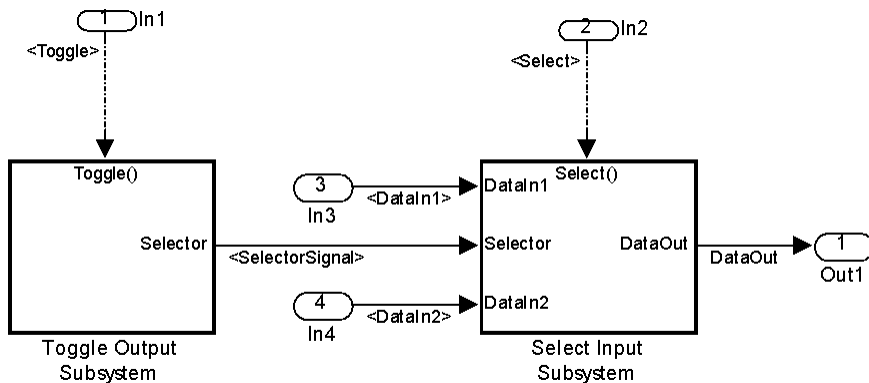 1 In1
<Toggle>
2 In2
<Select>
Toggle()
Select()
3
In3
<DataIn1>
DataIn1
Selector
<SelectorSignal>
Selector
DataOut
DataOut
1
Out1
4
In4
<DataIn2>
DataIn2
Toggle Output
Subsystem
Select Input
Subsystem